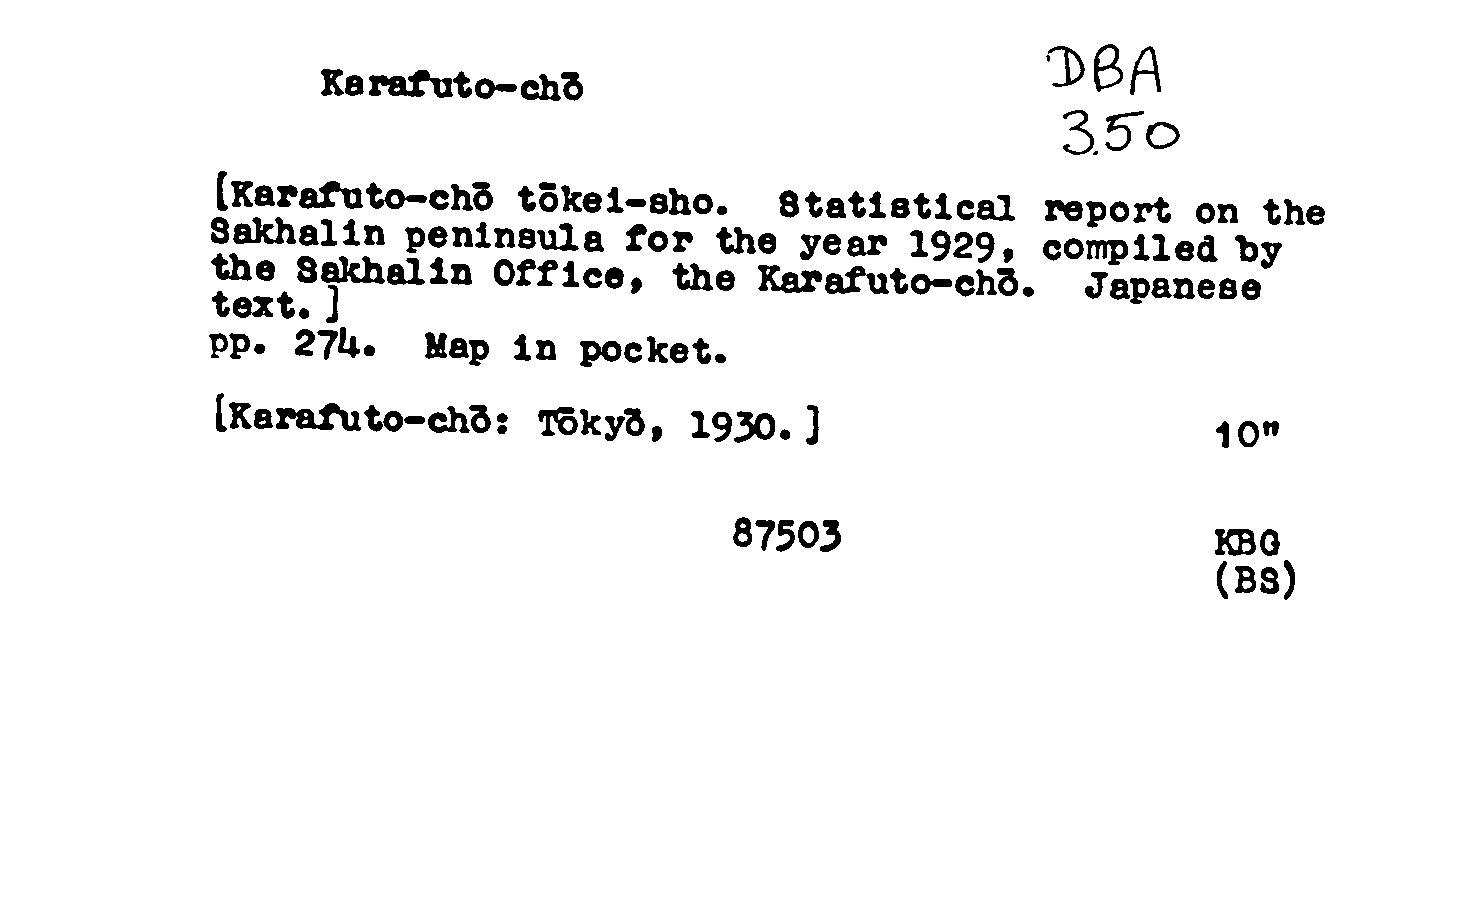 Karafuto-chō
DBA
3.50
[Karafuto-chō tōkei-sho. Statistical report on the
Sakhalin peninsula for the year 1929, compiled by
the Sakhalin Office, the Karafuto-chō. Japanese
text.]
pp. 274. Map in pocket.
[Karafuto-chō: Tōkyō, 1930.]
10"
87503
KBG
(BS)